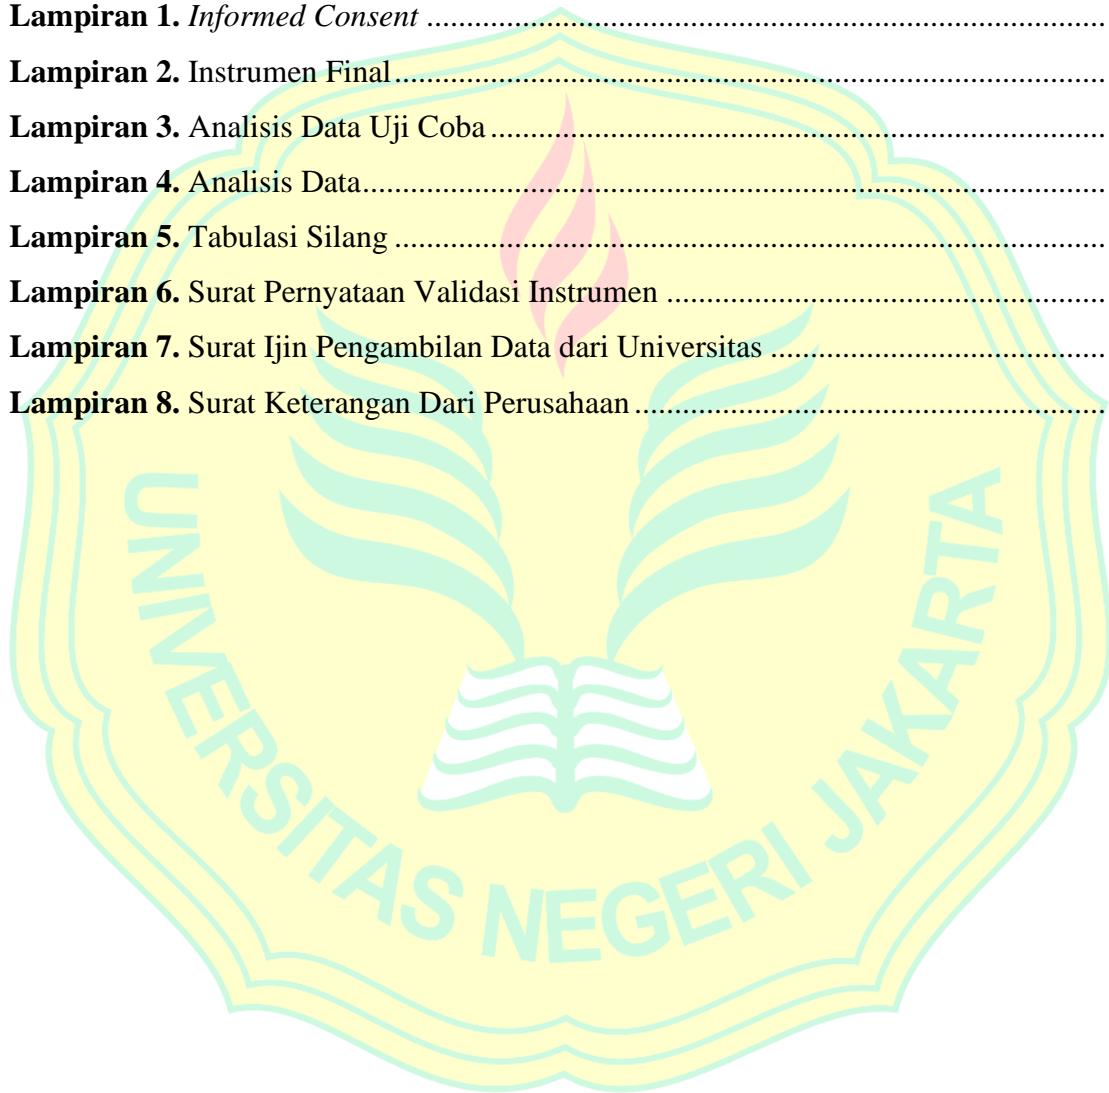 Lampiran 1. Informed Consent ........................................................................................
Lampiran 2. Instrumen Final............................................................................................
Lampiran 3. Analisis Data Uji Coba ................................................................................
Lampiran 4. Analisis Data................................................................................................
Lampiran 5. Tabulasi Silang ............................................................................................
Lampiran 6. Surat Pernyataan Validasi Instrumen .........................................................
Lampiran 7. Surat Ijin Pengambilan Data dari Universitas ...........................................
Lampiran 8. Surat Keterangan Dari Perusahaan .............................................................
UNIVERSITAS NEGERI JAKARTA